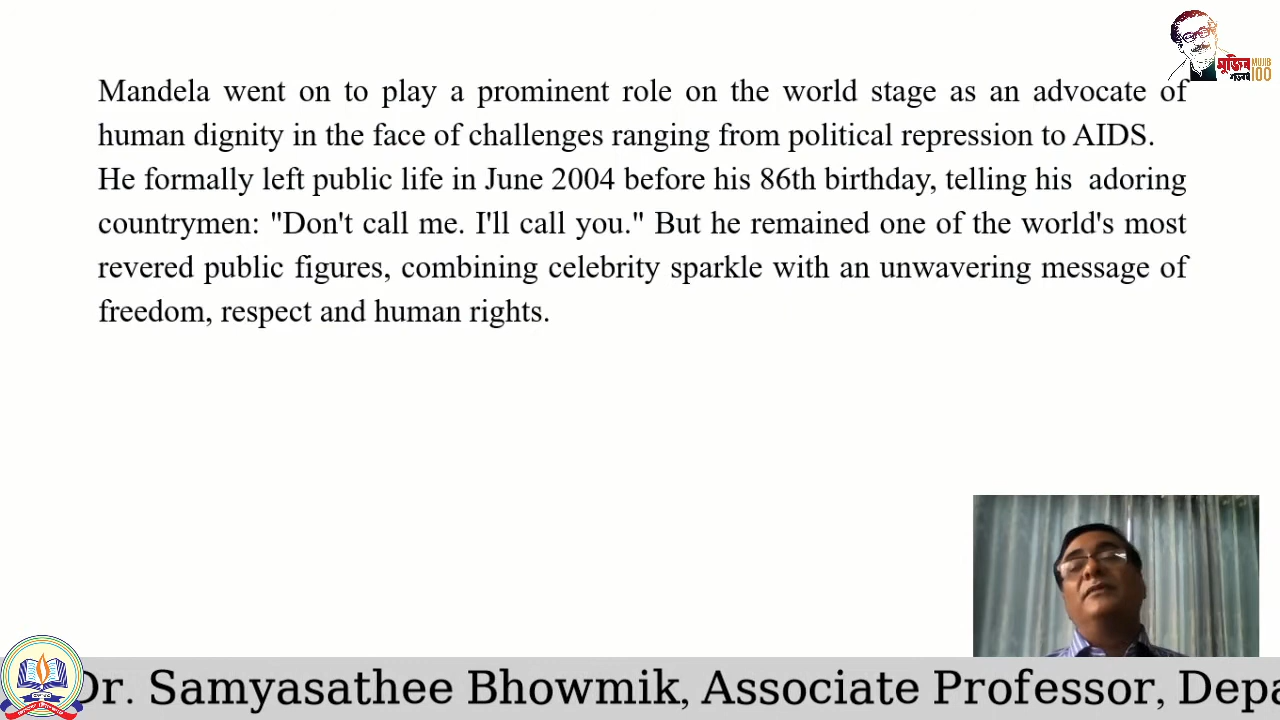 মুজিব MUJIB
শতবর্ষ 100
Mandela went on to play a prominent role on the world stage as an advocate of
human dignity in the face of challenges ranging from political repression to AIDS.
He formally left public life in June 2004 before his 86th birthday, telling his adoring
countrymen: "Don't call me. I'll call you." But he remained one of the world's most
revered public figures, combining celebrity sparkle with an unwavering message of
freedom, respect and human rights.
Dr. Samyasathee Bhowmik, Associate Professor, Depa